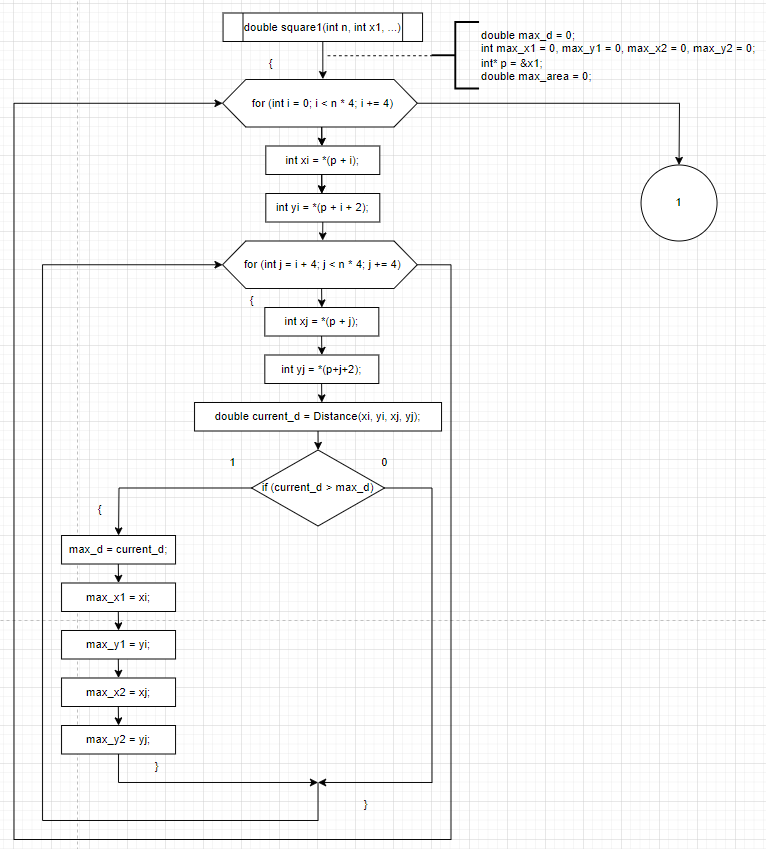 double square1(int n, int x1, ...)
double max_d = 0;
int max_x1 = 0, max_y1 = 0, max_x2 = 0, max_y2 = 0;
int* p = &x1;
double max_area = 0;
{
for (int i = 0; i < n * 4; i += 4)
int xi = *(p + i);
1
int yi = *(p + i + 2);
for (int j = i + 4; j < n * 4; j += 4)
{
int xj = *(p + j);
int yj = *(p+j+2);
double current_d = Distance(xi, yi, xj, yj);
1
0
if (current_d > max_d)
{
max_d = current_d;
max_x1 = xi;
max_y1 = yi;
max_x2 = xj;
max_y2 = yj;
}
}